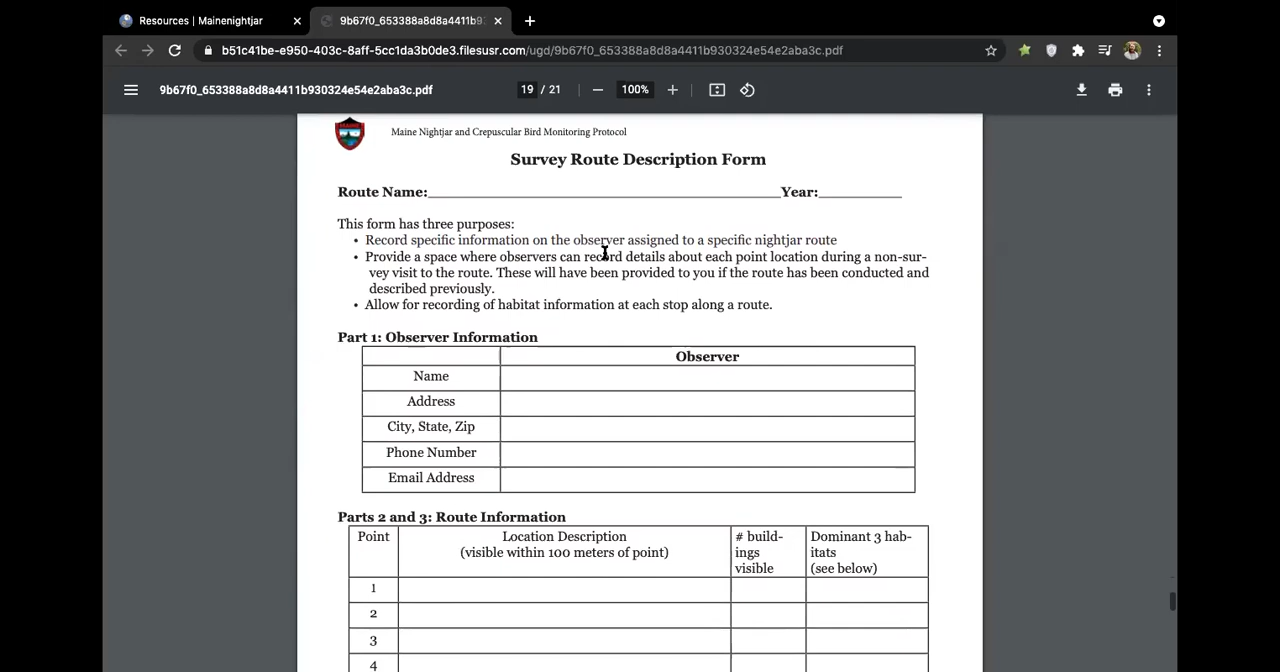 Resources | Mainenightjar
9b67f0_653388a8d8a4411b93
b51c41be-e950-403c-8aff-5cc1da3b0de3.filesusr.com/ugd/9b67f0_653388a8d8a4411b930324e54e2aba3c.pdf
9b67f0_653388a8d8a4411b930324e54e2aba3c.pdf 19 / 21 100%
Maine Nightjar and Crepuscular Bird Monitoring Protocol
Survey Route Description Form
Route Name: Year:
This form has three purposes:
• Record specific information on the observer assigned to a specific nightjar route
• Provide a space where observers can record details about each point location during a non-sur-
vey visit to the route. These will have been provided to you if the route has been conducted and
described previously.
• Allow for recording of habitat information at each stop along a route.
Part 1: Observer Information
Observer
Name
Address
City, State, Zip
Phone Number
Email Address
Parts 2 and 3: Route Information
Point Location Description # build- Dominant 3 hab-
(visible within 100 meters of point) ings itats
visible (see below)
1
2
3
4